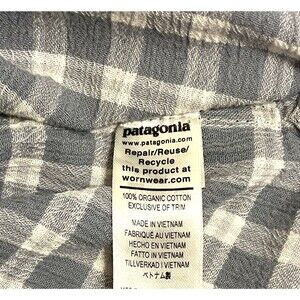 patagonia
www.patagonia.com
Repair/Reuse/
Recycle
this product at
wornwear.com
100% ORGANIC COTTON
EXCLUSIVE OF TRIM
MADE IN VIETNAM
FABRIQUÉ AU VIETNAM
HECHO EN VIETNAM
FATTO IN VIETNAM
TILLVERKAD I VIETNAM
ベトナム製